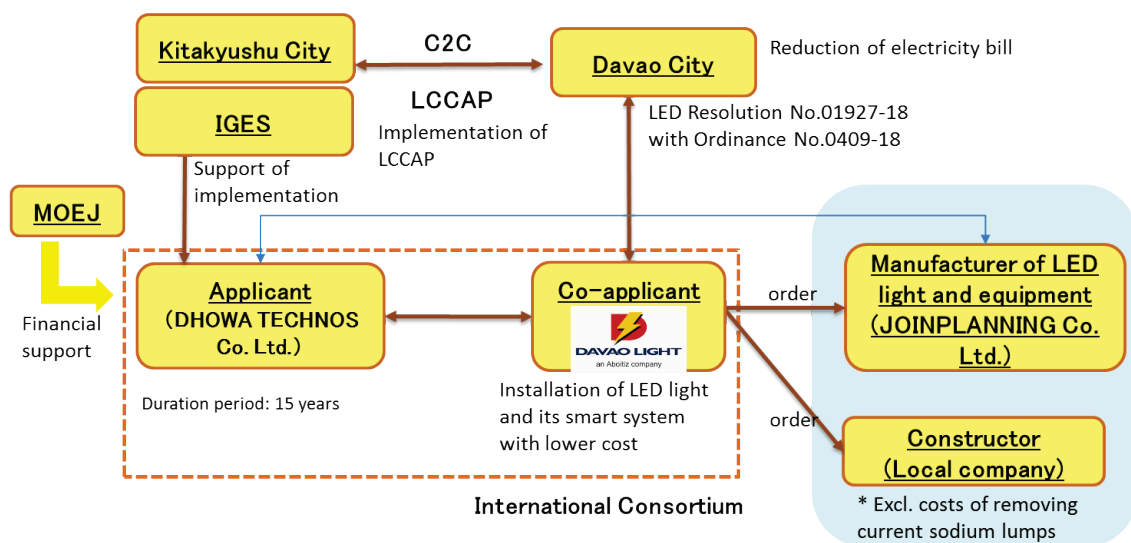 Kitakyushu City
C2C
Davao City
Reduction of electricity bill
IGES
LCCAP
Implementation of
LCCAP
LED Resolution No.01927-18
with Ordinance No.0409-18
Support of
implementation
MOEJ
Financial
support
Applicant
(DHOWA TECHNOS
Co. Ltd.)
Duration period: 15 years
Co-applicant
DAVAO LIGHT
an Aboitiz company
Installation of LED light
and its smart system
with lower cost
order
order
Manufacturer of LED
light and equipment
(JOINPLANNING Co.
Ltd.)
Constructor
(Local company)
* Excl. costs of removing
current sodium lumps
International Consortium